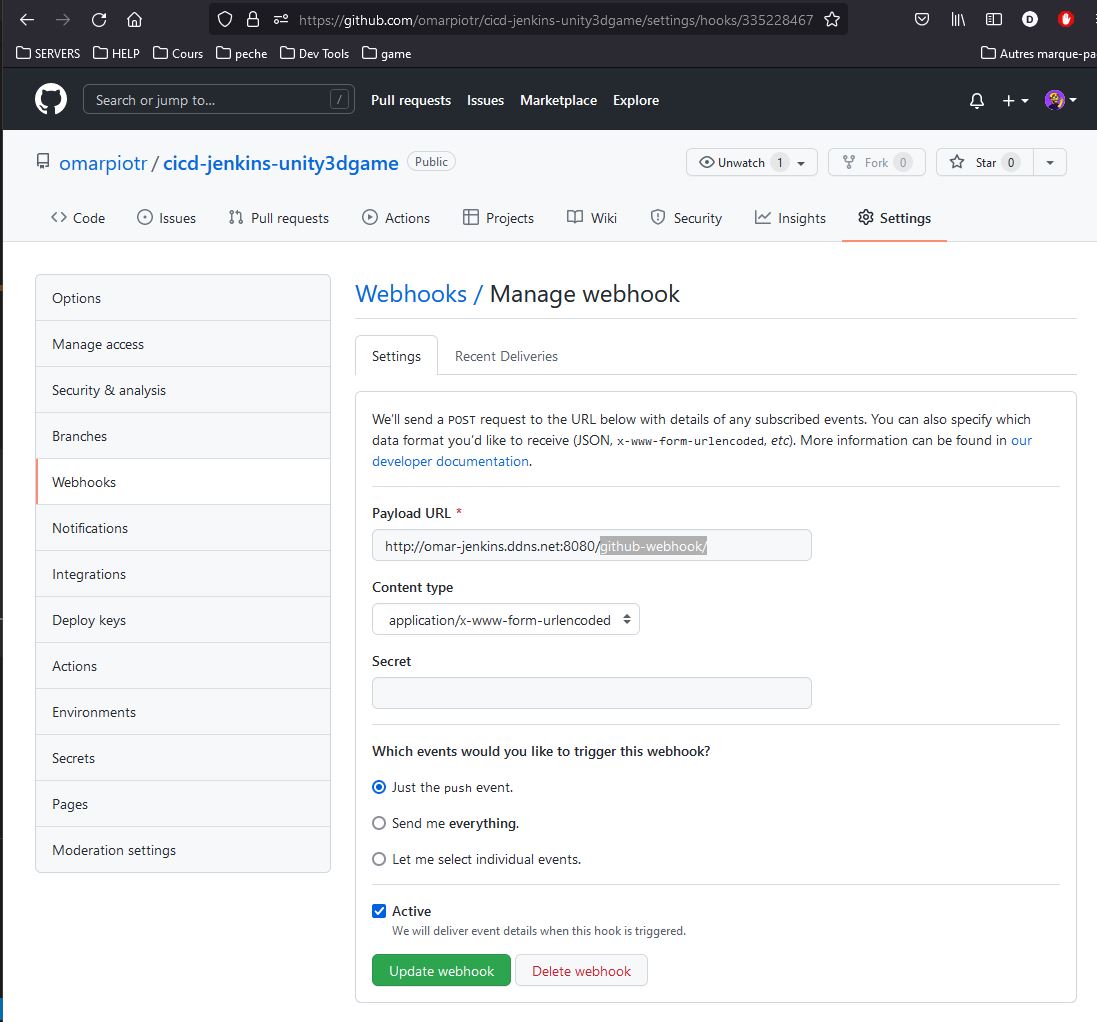 https://github.com/omarpiotr/cicd-jenkins-unity3dgame/settings/hooks/335228467
SERVERS HELP Cours peche Dev Tools game Autres marque-pa
Search or jump to... / Pull requests Issues Marketplace Explore
omarpiotr / cicd-jenkins-unity3dgame Public Unwatch 1 Fork 0 Star 0
Code Issues Pull requests Actions Projects Wiki Security Insights Settings
Options
Manage access
Security & analysis
Branches
Webhooks
Notifications
Integrations
Deploy keys
Actions
Environments
Secrets
Pages
Moderation settings
Webhooks / Manage webhook
Settings Recent Deliveries
We'll send a POST request to the URL below with details of any subscribed events. You can also specify which
data format you'd like to receive (JSON, x-www-form-urlencoded, etc). More information can be found in our
developer documentation.
Payload URL *
http://omar-jenkins.ddns.net:8080/github-webhook/
Content type
application/x-www-form-urlencoded
Secret
Which events would you like to trigger this webhook?
Just the push event.
Send me everything.
Let me select individual events.
Active
We will deliver event details when this hook is triggered.
Update webhook Delete webhook